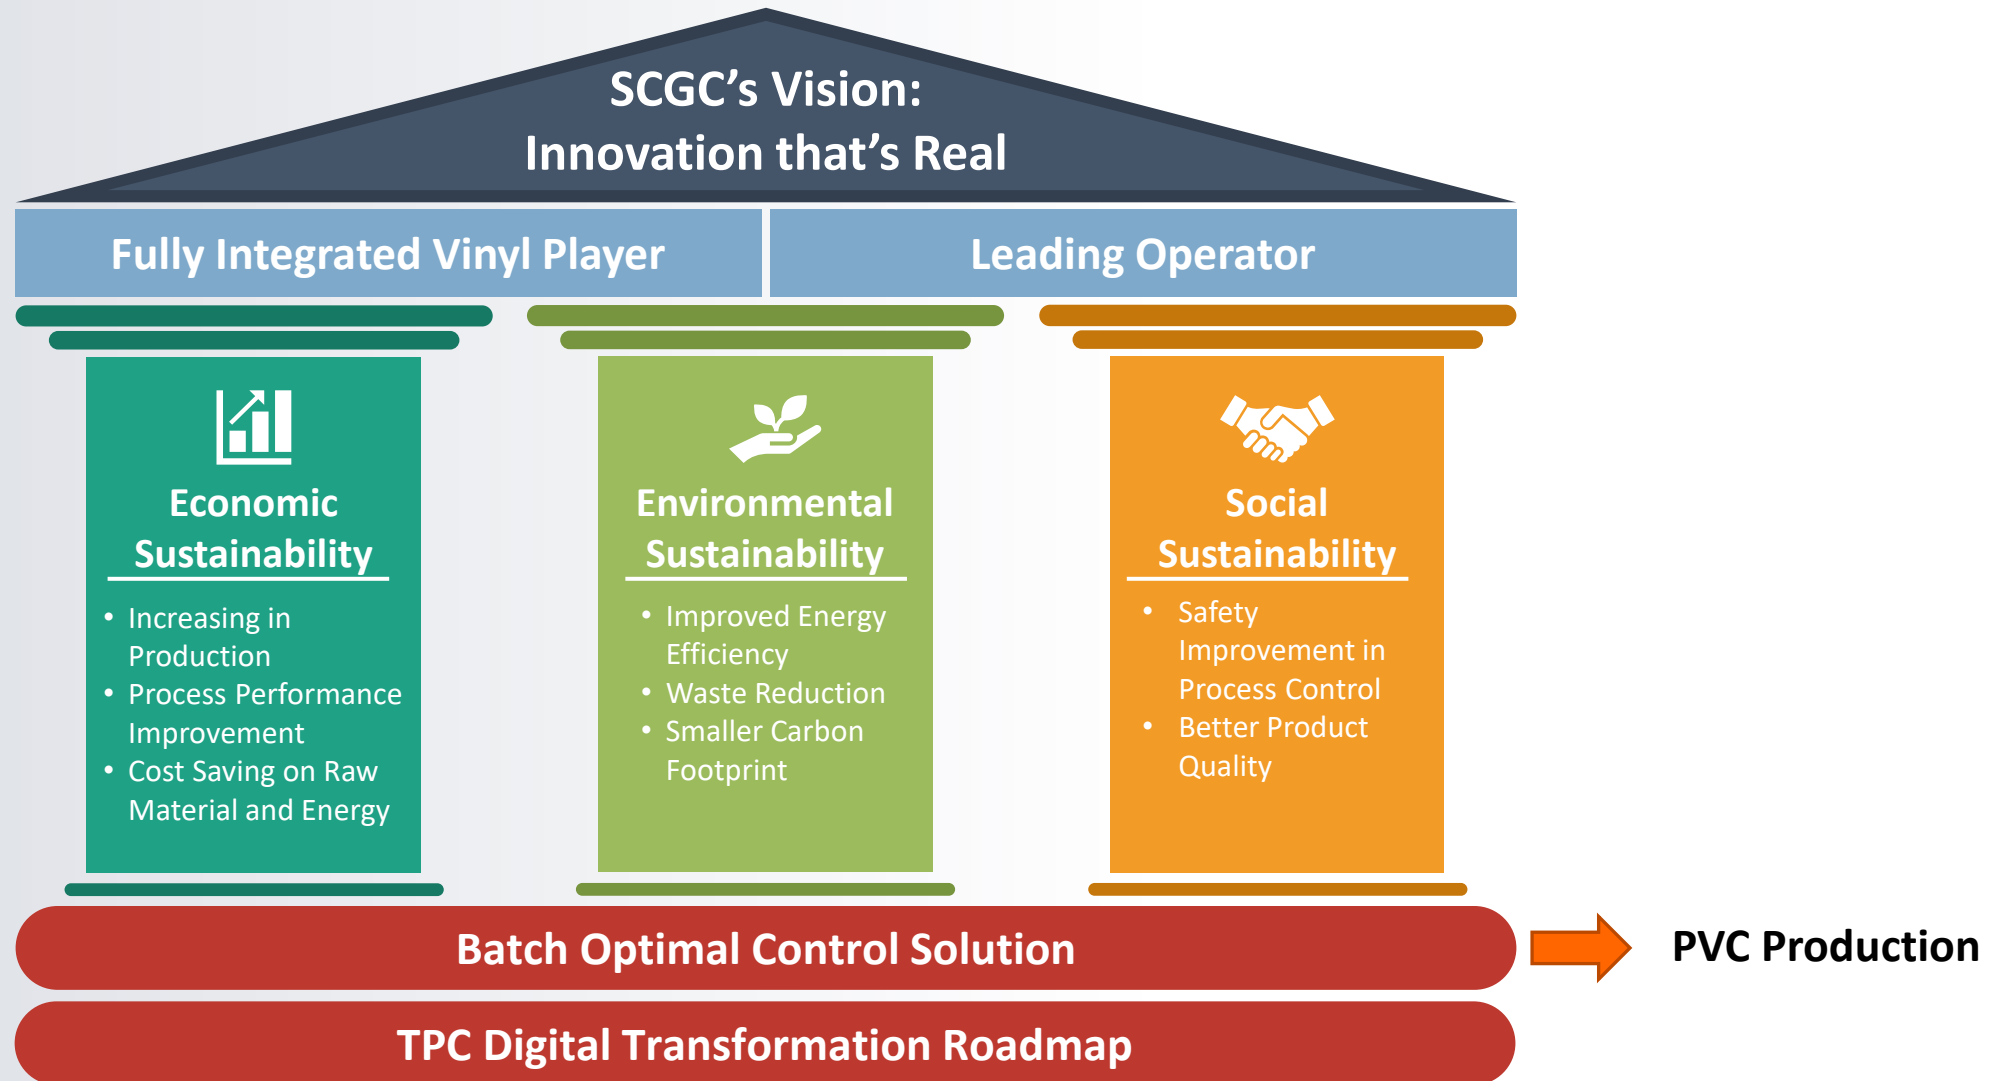 SCGC’s Vision:
Innovation that’s Real
Fully Integrated Vinyl Player
Leading Operator
Economic
Sustainability
• Increasing in
Production
• Process Performance
Improvement
• Cost Saving on Raw
Material and Energy
Environmental
Sustainability
• Improved Energy
Efficiency
• Waste Reduction
• Smaller Carbon
Footprint
Social
Sustainability
• Safety
Improvement in
Process Control
• Better Product
Quality
Batch Optimal Control Solution
PVC Production
TPC Digital Transformation Roadmap